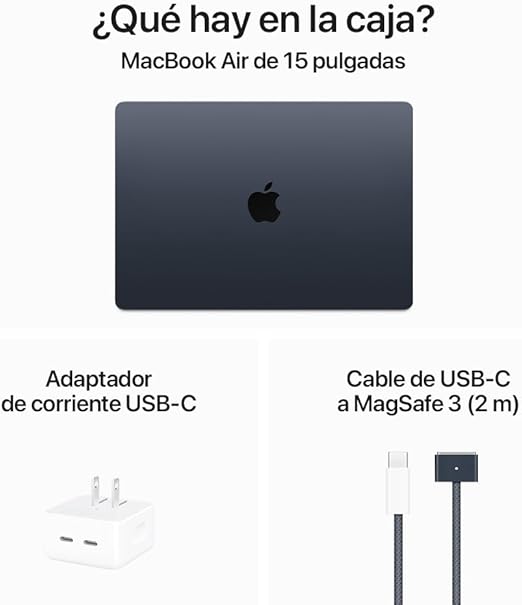 ¿Qué hay en la caja?
MacBook Air de 15 pulgadas
Adaptador
de corriente USB-C
Cable de USB-C
a MagSafe 3 (2 m)